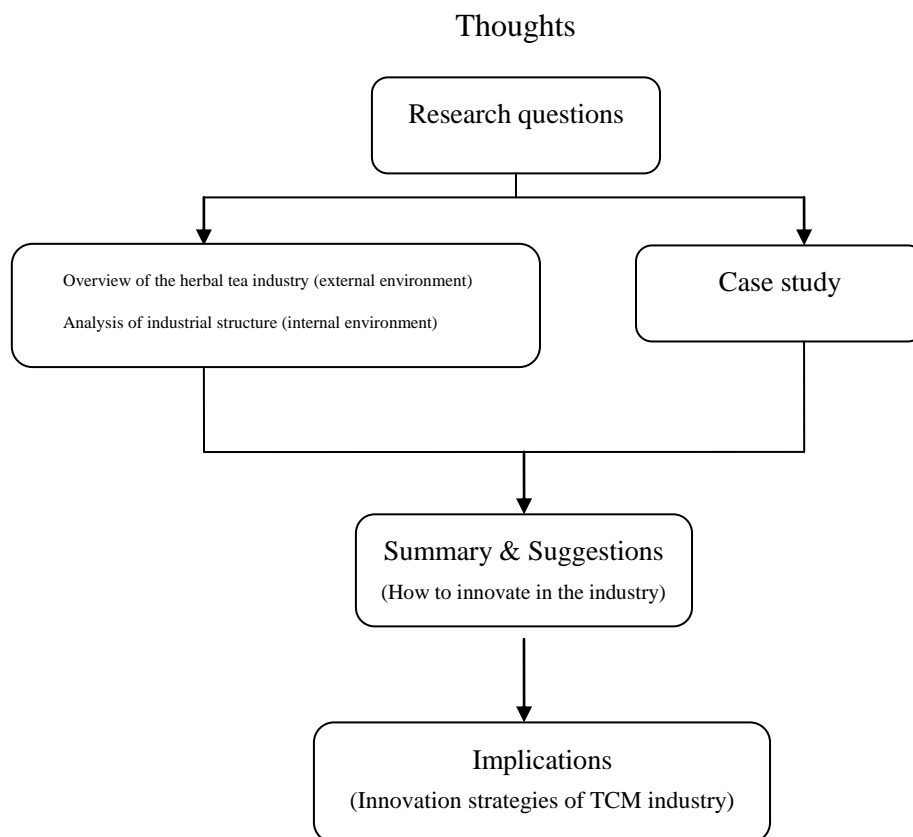 Thoughts
Research questions
Overview of the herbal tea industry (external environment)
Analysis of industrial structure (internal environment)
Case study
Summary & Suggestions
(How to innovate in the industry)
Implications
(Innovation strategies of TCM industry)